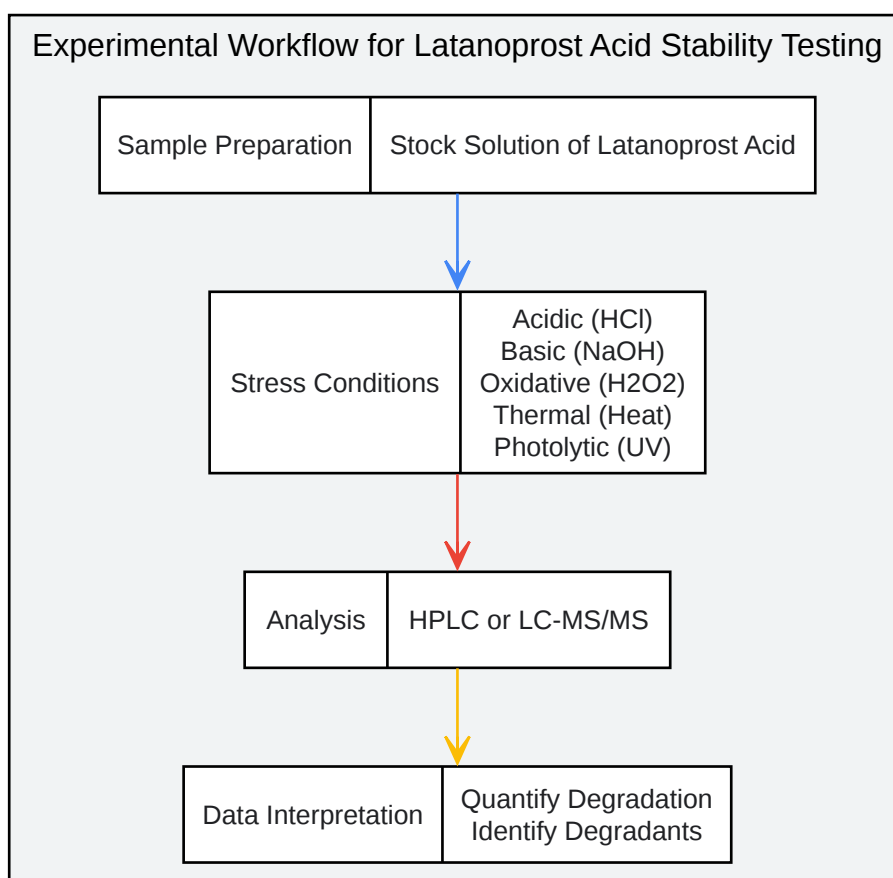 Experimental Workflow for Latanoprost Acid Stability Testing
Sample Preparation
Stock Solution of Latanoprost Acid
Stress Conditions
Acidic (HCl)
Basic (NaOH)
Oxidative (H2O2)
Thermal (Heat)
Photolytic (UV)
Analysis
HPLC or LC-MS/MS
Data Interpretation
Quantify Degradation
Identify Degradants